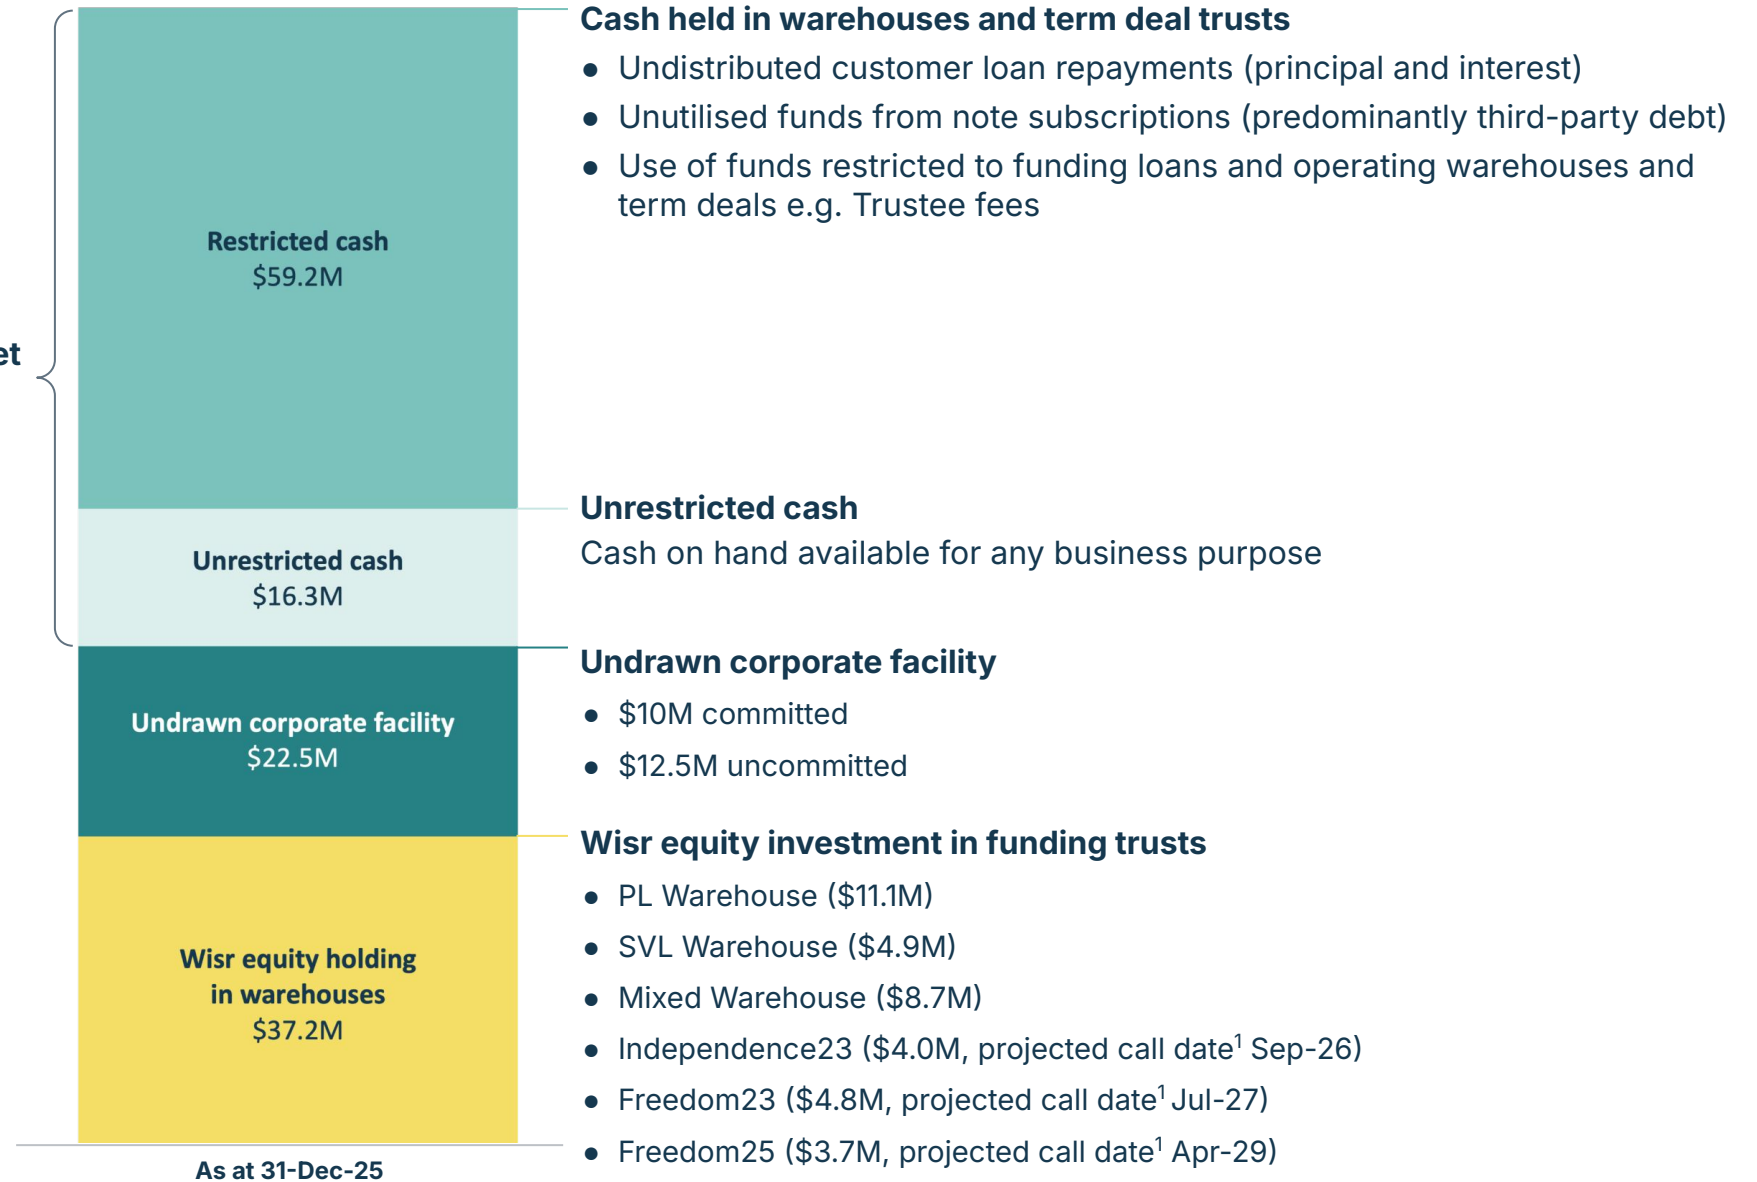 Cash held in warehouses and term deal trusts
● Undistributed customer loan repayments (principal and interest)
● Unutilised funds from note subscriptions (predominantly third-party debt)
● Use of funds restricted to funding loans and operating warehouses and
term deals e.g. Trustee fees
Restricted cash
$59.2M
et
Unrestricted cash
Cash on hand available for any business purpose
Unrestricted cash
$16.3M
Undrawn corporate facility
● $10M committed
● $12.5M uncommitted
Undrawn corporate facility
$22.5M
Wisr equity investment in funding trusts
● PL Warehouse ($11.1M)
● SVL Warehouse ($4.9M)
● Mixed Warehouse ($8.7M)
● Independence23 ($4.0M, projected call date¹ Sep-26)
● Freedom23 ($4.8M, projected call date¹ Jul-27)
● Freedom25 ($3.7M, projected call date¹ Apr-29)
Wisr equity holding
in warehouses
$37.2M
As at 31-Dec-25